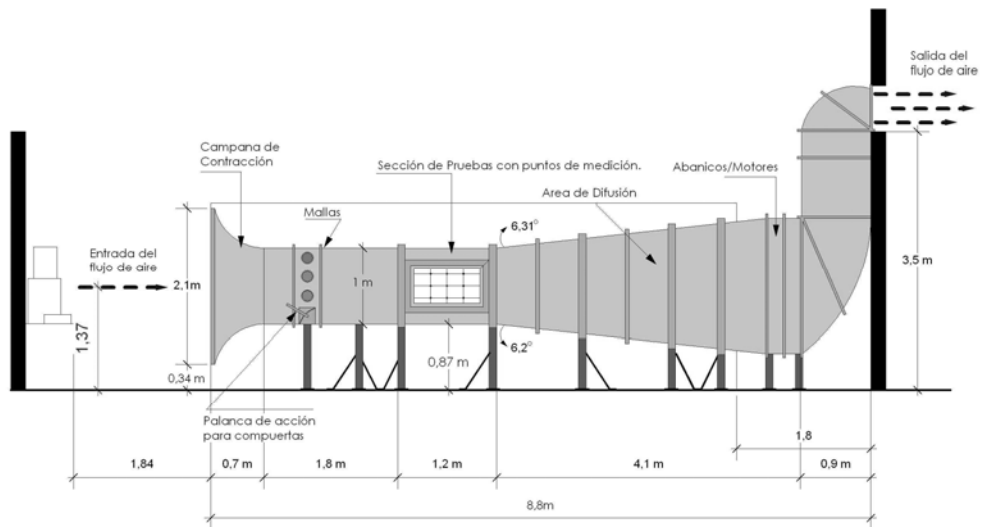 Salida del
flujo de aire
Campana de
Contracción
Sección de Pruebas con puntos de medición.
Abanicos/Motores
Area de Difusión
Mallas
6,31°
Entrada del
flujo de aire
2,1m
1 m
3,5 m
1,37
0,87 m
6,2°
0,34 m
Palanca de acción
para compuertas
1,8
1,84
0,7 m
1,8 m
1,2 m
4,1 m
0,9 m
8,8m